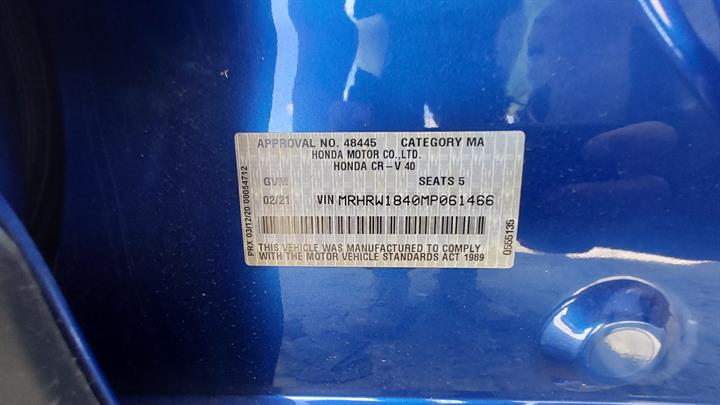 APPROVAL NO. 48445 CATEGORY MA
HONDA MOTOR CO.,LTD.
HONDA CR-V 40
GVM SEATS 5
02/21 VIN MRHRW1840MP061466
THIS VEHICLE WAS MANUFACTURED TO COMPLY
WITH THE MOTOR VEHICLE STANDARDS ACT 1989
PRX 03/12/20 00054712
0555135